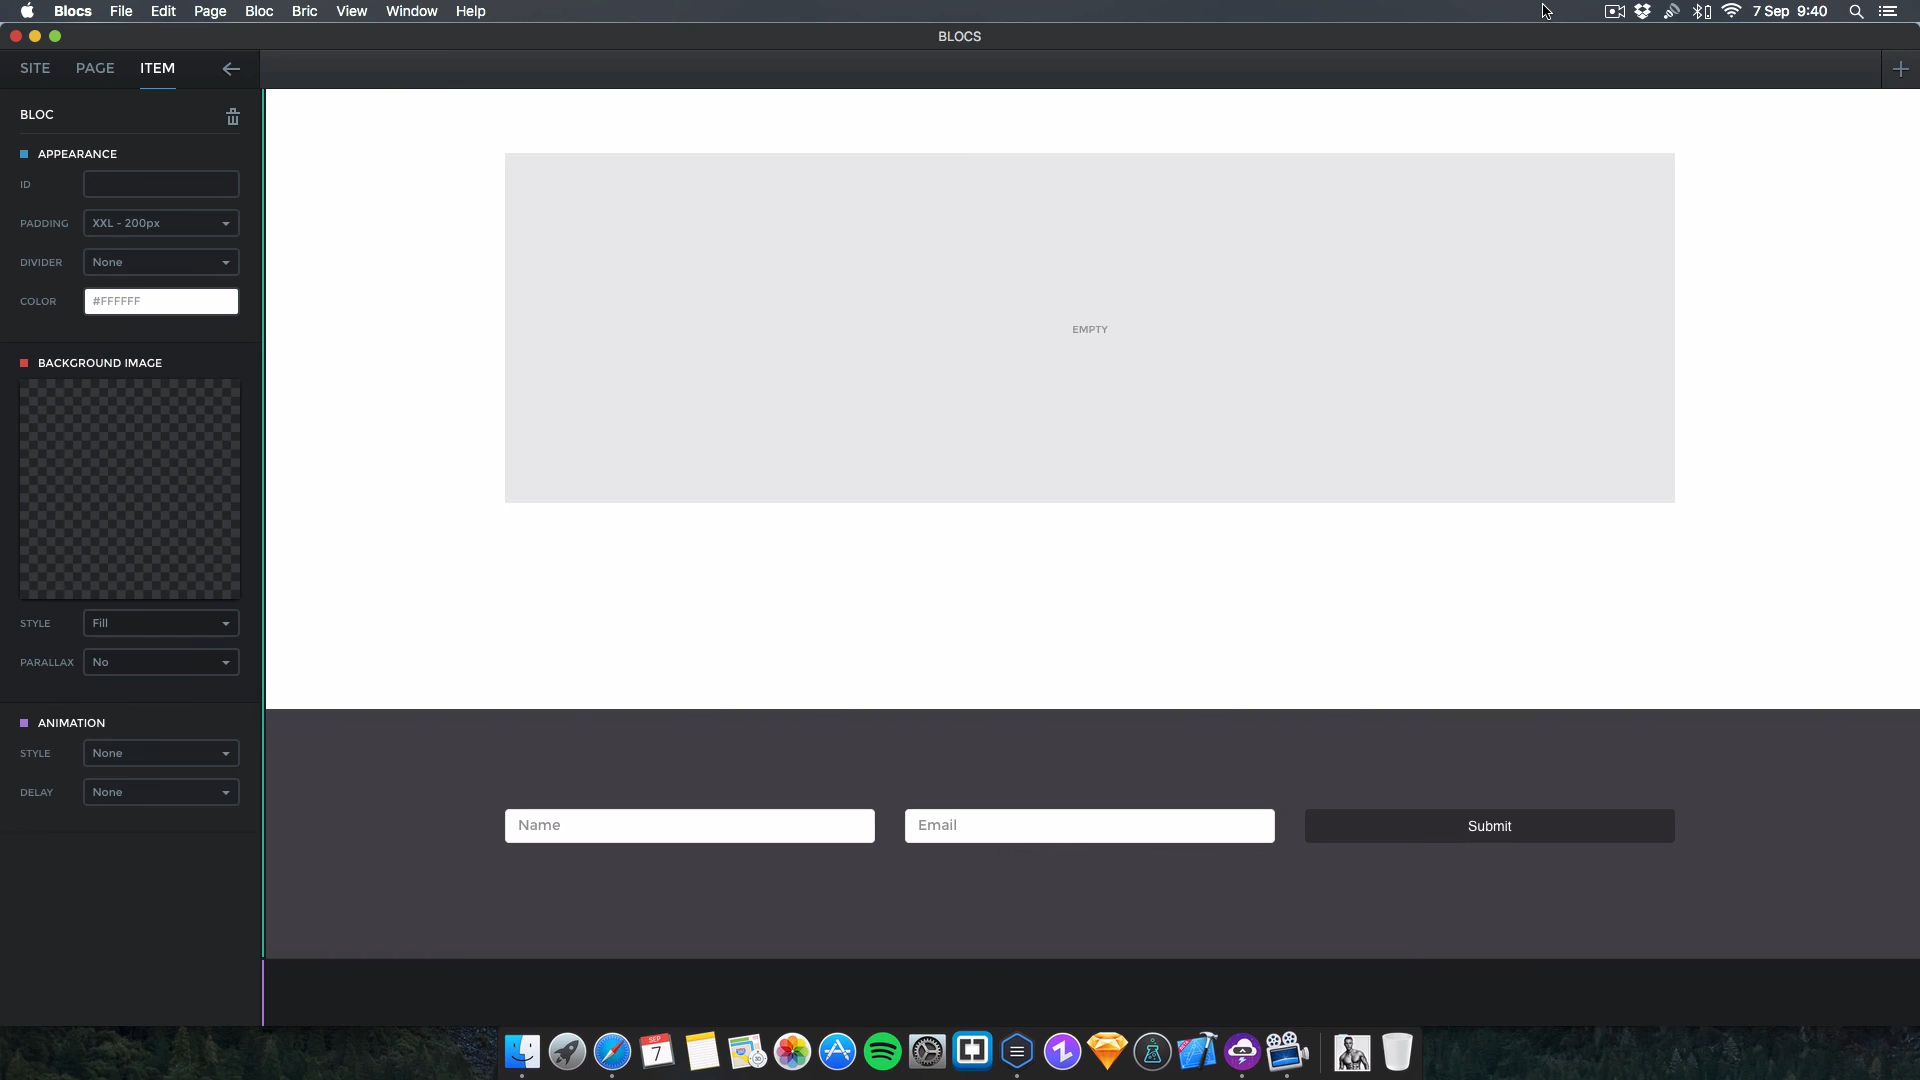 Blocs File Edit Page Bloc Bric View Window Help 7 Sep 9:40
BLOCS
SITE PAGE ITEM
BLOC
APPEARANCE
ID
PADDING XXL - 200px
DIVIDER None
COLOR #FFFFFF
EMPTY
BACKGROUND IMAGE
STYLE Fill
PARALLAX No
ANIMATION
STYLE None
DELAY None
Name Email Submit
SEP
7